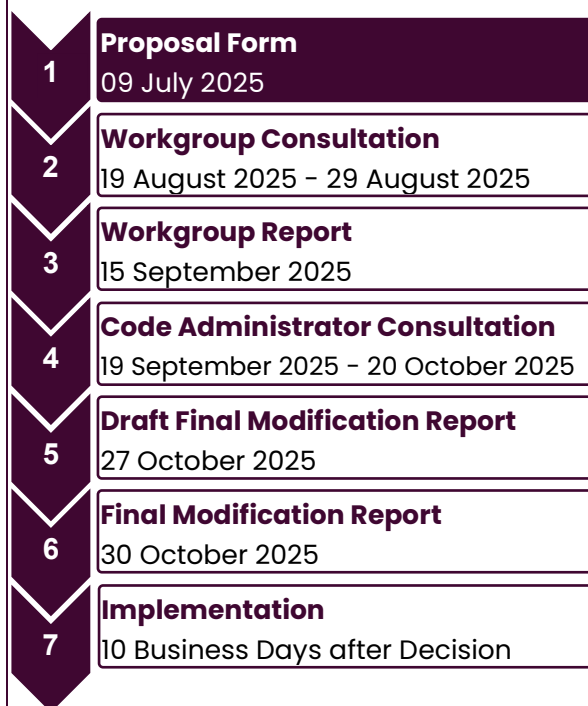 1
Proposal Form
09 July 2025
2
Workgroup Consultation
19 August 2025 - 29 August 2025
3
Workgroup Report
15 September 2025
4
Code Administrator Consultation
19 September 2025 - 20 October 2025
5
Draft Final Modification Report
27 October 2025
6
Final Modification Report
30 October 2025
7
Implementation
10 Business Days after Decision